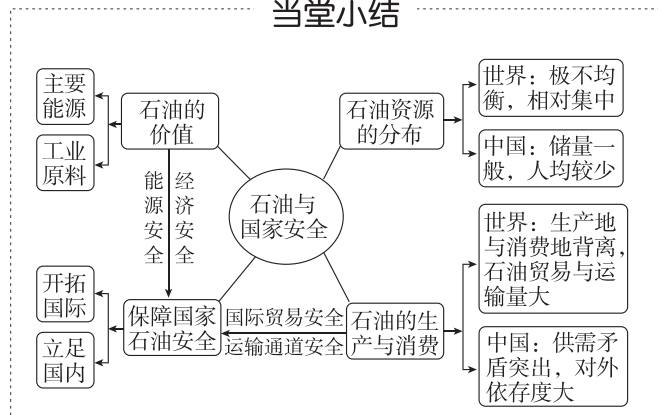 当堂小结
主要
能源
工业
原料
石油的
价值
能源安全
经济安全
石油与
国家安全
石油资源
的分布
世界：极不均
衡，相对集中
中国：储量一
般，人均较少
世界：生产地
与消费地背离，
石油贸易与运
输量大
中国：供需矛
盾突出，对外
依存度大
石油的生
产与消费
国际贸易安全
运输通道安全
保障国家
石油安全
开拓
国际
立足
国内